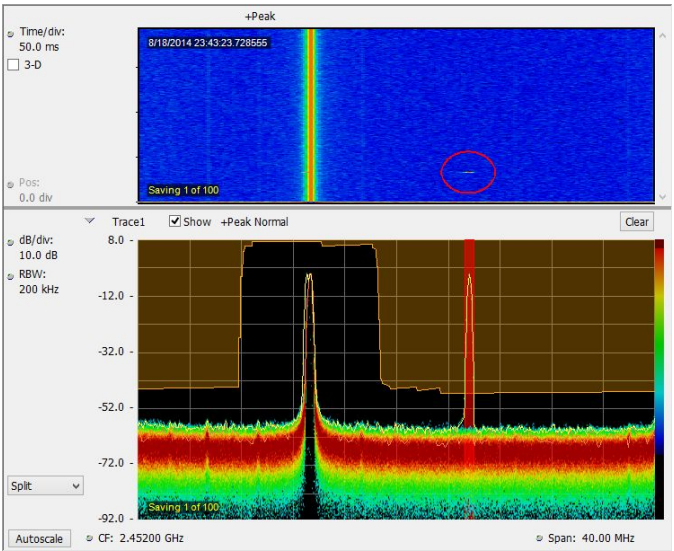 +Peak
Time/div:
50.0 ms
3-D
8/18/2014 23:43:23.728555
Pos:
0.0 div
Saving 1 of 100
Trace1 Show +Peak Normal Clear
dB/div:
10.0 dB
RBW:
200 kHz
8.0
-12.0
-32.0
-52.0
-72.0
-92.0
Split
Saving 1 of 100
Autoscale CF: 2.45200 GHz Span: 40.00 MHz